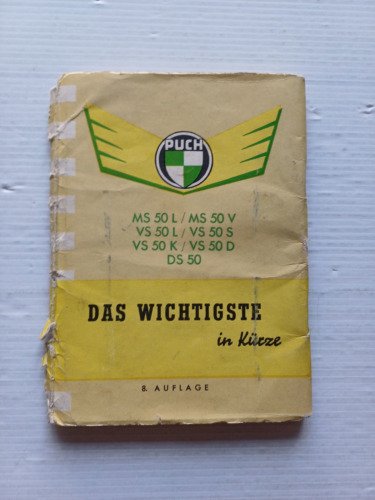 PUCH
MS 50 L / MS 50 V
VS 50 L / VS 50 S
VS 50 K / VS 50 D
DS 50
DAS WICHTIGSTE
in Kürze
8. AUFLAGE